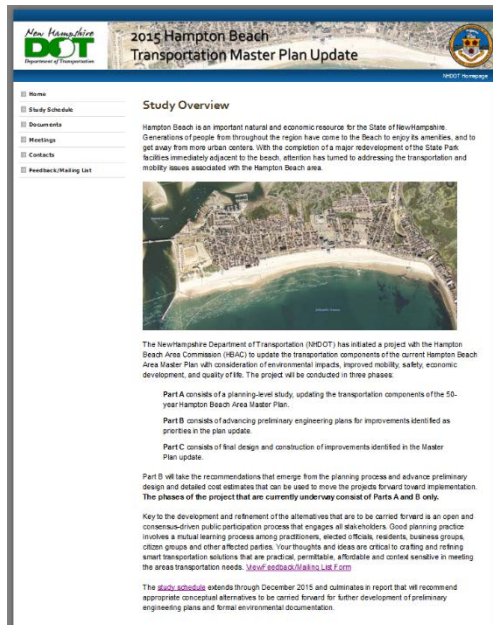 New Hampshire
DOT
Department of Transportation
2015 Hampton Beach
Transportation Master Plan Update
NHDOT Homepage
Home
Study Schedule
Documents
Meetings
Contacts
Feedback/Mailing List
Study Overview
Hampton Beach is an important natural and economic resource for the State of New Hampshire.
Generations of people from throughout the region have come to the Beach to enjoy its amenities, and to
get away from more urban centers. With the completion of a major redevelopment of the State Park
facilities immediately adjacent to the beach, attention has turned to addressing the transportation and
mobility issues associated with the Hampton Beach area.
The New Hampshire Department of Transportation (NHDOT) has initiated a project with the Hampton
Beach Area Commission (HBAC) to update the transportation components of the current Hampton Beach
Area Master Plan with consideration of environmental impacts, improved mobility, safety, economic
development, and quality of life. The project will be conducted in three phases:
Part A consists of a planning-level study, updating the transportation components of the 50-
year Hampton Beach Area Master Plan.
Part B consists of advancing preliminary engineering plans for improvements identified as
priorities in the plan update.
Part C consists of final design and construction of improvements identified in the Master
Plan update.
Part B will take the recommendations that emerge from the planning process and advance preliminary
design and detailed cost estimates that can be used to move the projects forward toward implementation.
The phases of the project that are currently underway consist of Parts A and B only.
Key to the development and refinement of the alternatives that are to be carried forward is an open and
consensus-driven public participation process that engages all stakeholders. Good planning practice
involves a mutual learning process among practitioners, elected officials, residents, business groups,
citizen groups and other affected parties. Your thoughts and ideas are critical to crafting and refining
smart transportation solutions that are practical, permittable, affordable and context sensitive in meeting
the areas transportation needs. View Feedback/Mailing List Form
The study schedule extends through December 2015 and culminates in report that will recommend
appropriate conceptual alternatives to be carried forward for further development of preliminary
engineering plans and formal environmental documentation.